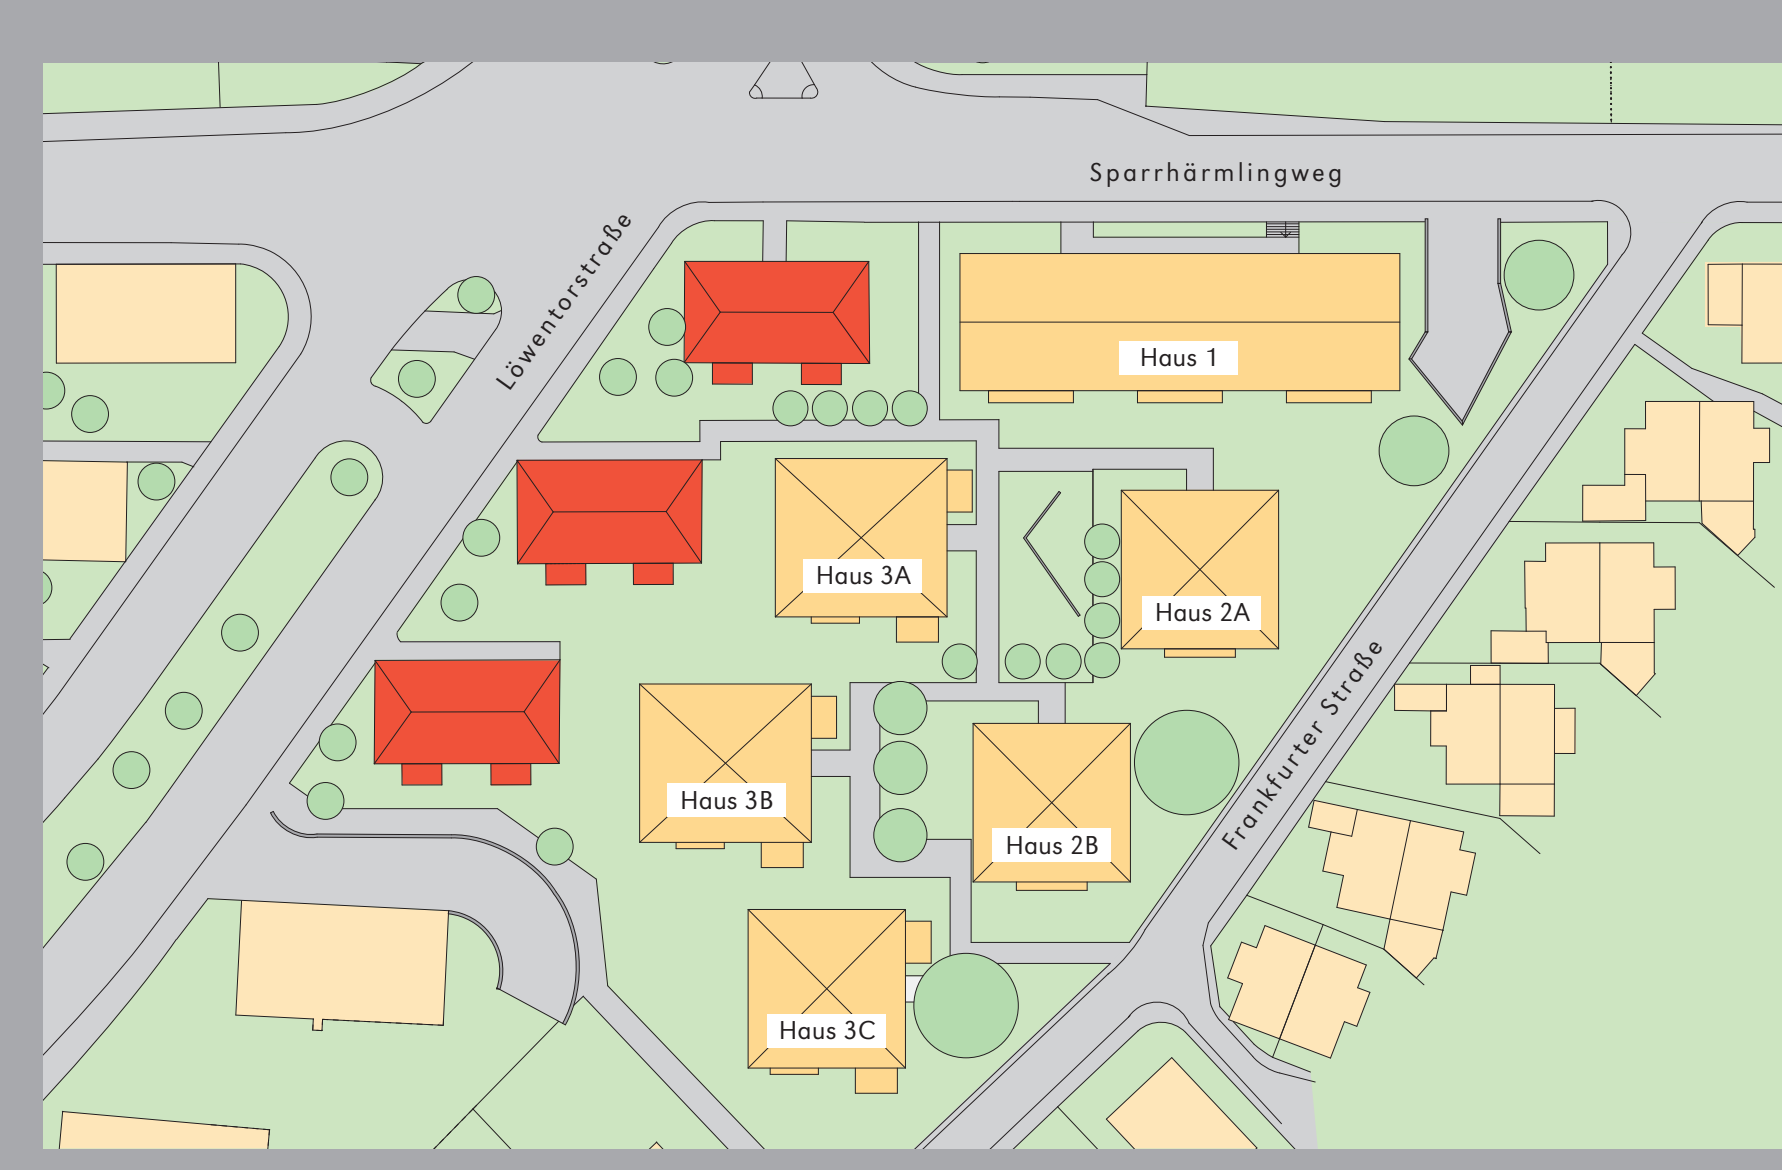 Sparrhärmlingweg
Löwentorstraße
Haus 1
Haus 3A
Haus 2A
Haus 3B
Haus 2B
Frankfurter Straße
Haus 3C